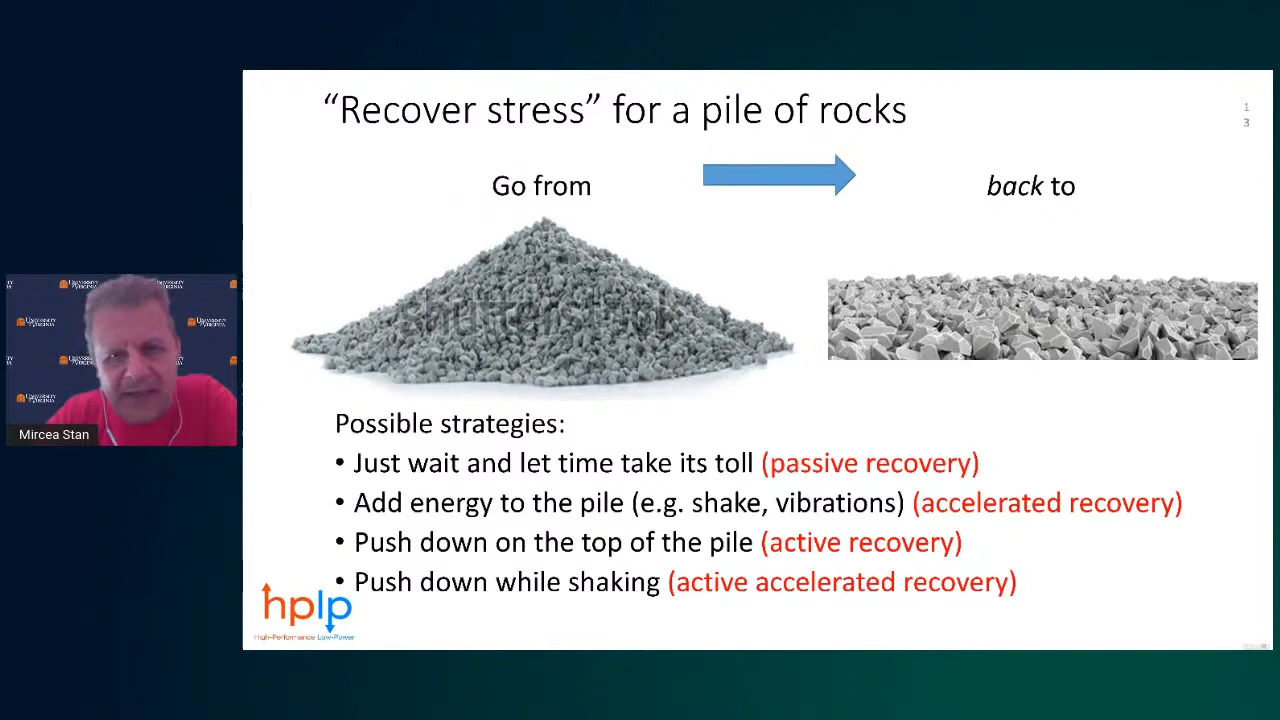 “Recover stress” for a pile of rocks
1
3
Go from
back to
Possible strategies:
• Just wait and let time take its toll (passive recovery)
• Add energy to the pile (e.g. shake, vibrations) (accelerated recovery)
• Push down on the top of the pile (active recovery)
• Push down while shaking (active accelerated recovery)
hplp
High-Performance Low-Power
UNIVERSITY
of VIRGINIA
Mircea Stan